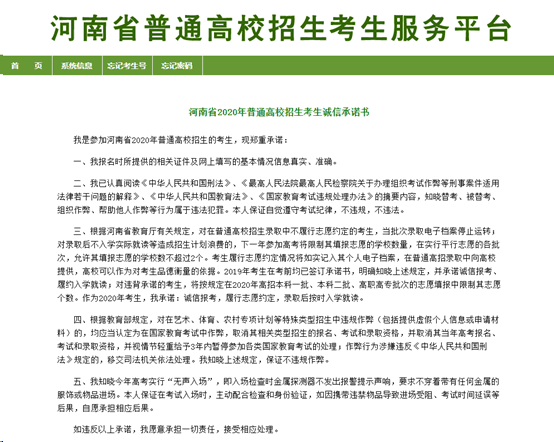 河南省普通高校招生考生服务平台
首 页 系统信息 忘记考生号 忘记密码
河南省2020年普通高校招生考生诚信承诺书
我是参加河南省2020年普通高校招生的考生，现郑重承诺：
一、我报名时所提供的相关证件及网上填写的基本情况信息真实、准确。
二、我已认真阅读《中华人民共和国刑法》、《最高人民法院最高人民检察院关于办理组织考试作弊等刑事案件适用
法律若干问题的解释》、《中华人民共和国教育法》、《国家教育考试违规处理办法》的摘要内容，知晓替考、被替考、
组织作弊、帮助他人作弊等行为属于违法犯罪。本人保证自觉遵守考试纪律，不违规，不违法。
三、根据河南省教育厅有关规定，对在普通高校招生录取中不履行志愿约定的考生，当批次录取电子档案停止运转；
对录取后不入学实际就读等造成招生计划浪费的，下一年参加高考将限制其填报志愿的学校数量，在实行平行志愿的各批
次，允许其填报志愿的学校数不超过2个。考生履行志愿约定情况将如实记入其个人电子档案，在普通高招录取中向高校
提供，高校可以作为对考生品德衡量的依据。2019年考生在考前均已签订承诺书，明确知晓上述规定，并承诺诚信报考、
履约入学就读；对违背承诺的考生，将按规定在2020年高招本科一批、本科二批、高职高专批次的志愿填报中限制其志愿
个数。作为2020年考生，我承诺：诚信报考，履行志愿约定，录取后按时入学就读。
四、根据教育部规定，对在艺术、体育、农村专项计划等特殊类型招生中违规作弊（包括提供虚假个人信息或申请材
料）的，均应当认定为在国家教育考试中作弊，取消其相关类型招生的报名、考试和录取资格，并取消其当年高考报名、
考试和录取资格，并视情节轻重给予3年内暂停参加各类国家教育考试的处理；作弊行为涉嫌违反《中华人民共和国刑
法》规定的，移交司法机关依法处理。我知晓上述规定，保证不违规作弊。
五、我知晓今年高考实行“无声入场”，即入场检查时金属探测器不发出报警提示声响，要求不穿着带有任何金属的
服饰或物品进场。本人保证在考试入场时，主动配合检查和身份验证，如因携带违禁物品导致进场受阻、考试时间延误等
后果，自愿承担相应后果。
如违反以上承诺，我愿意承担一切责任，接受相应处理。